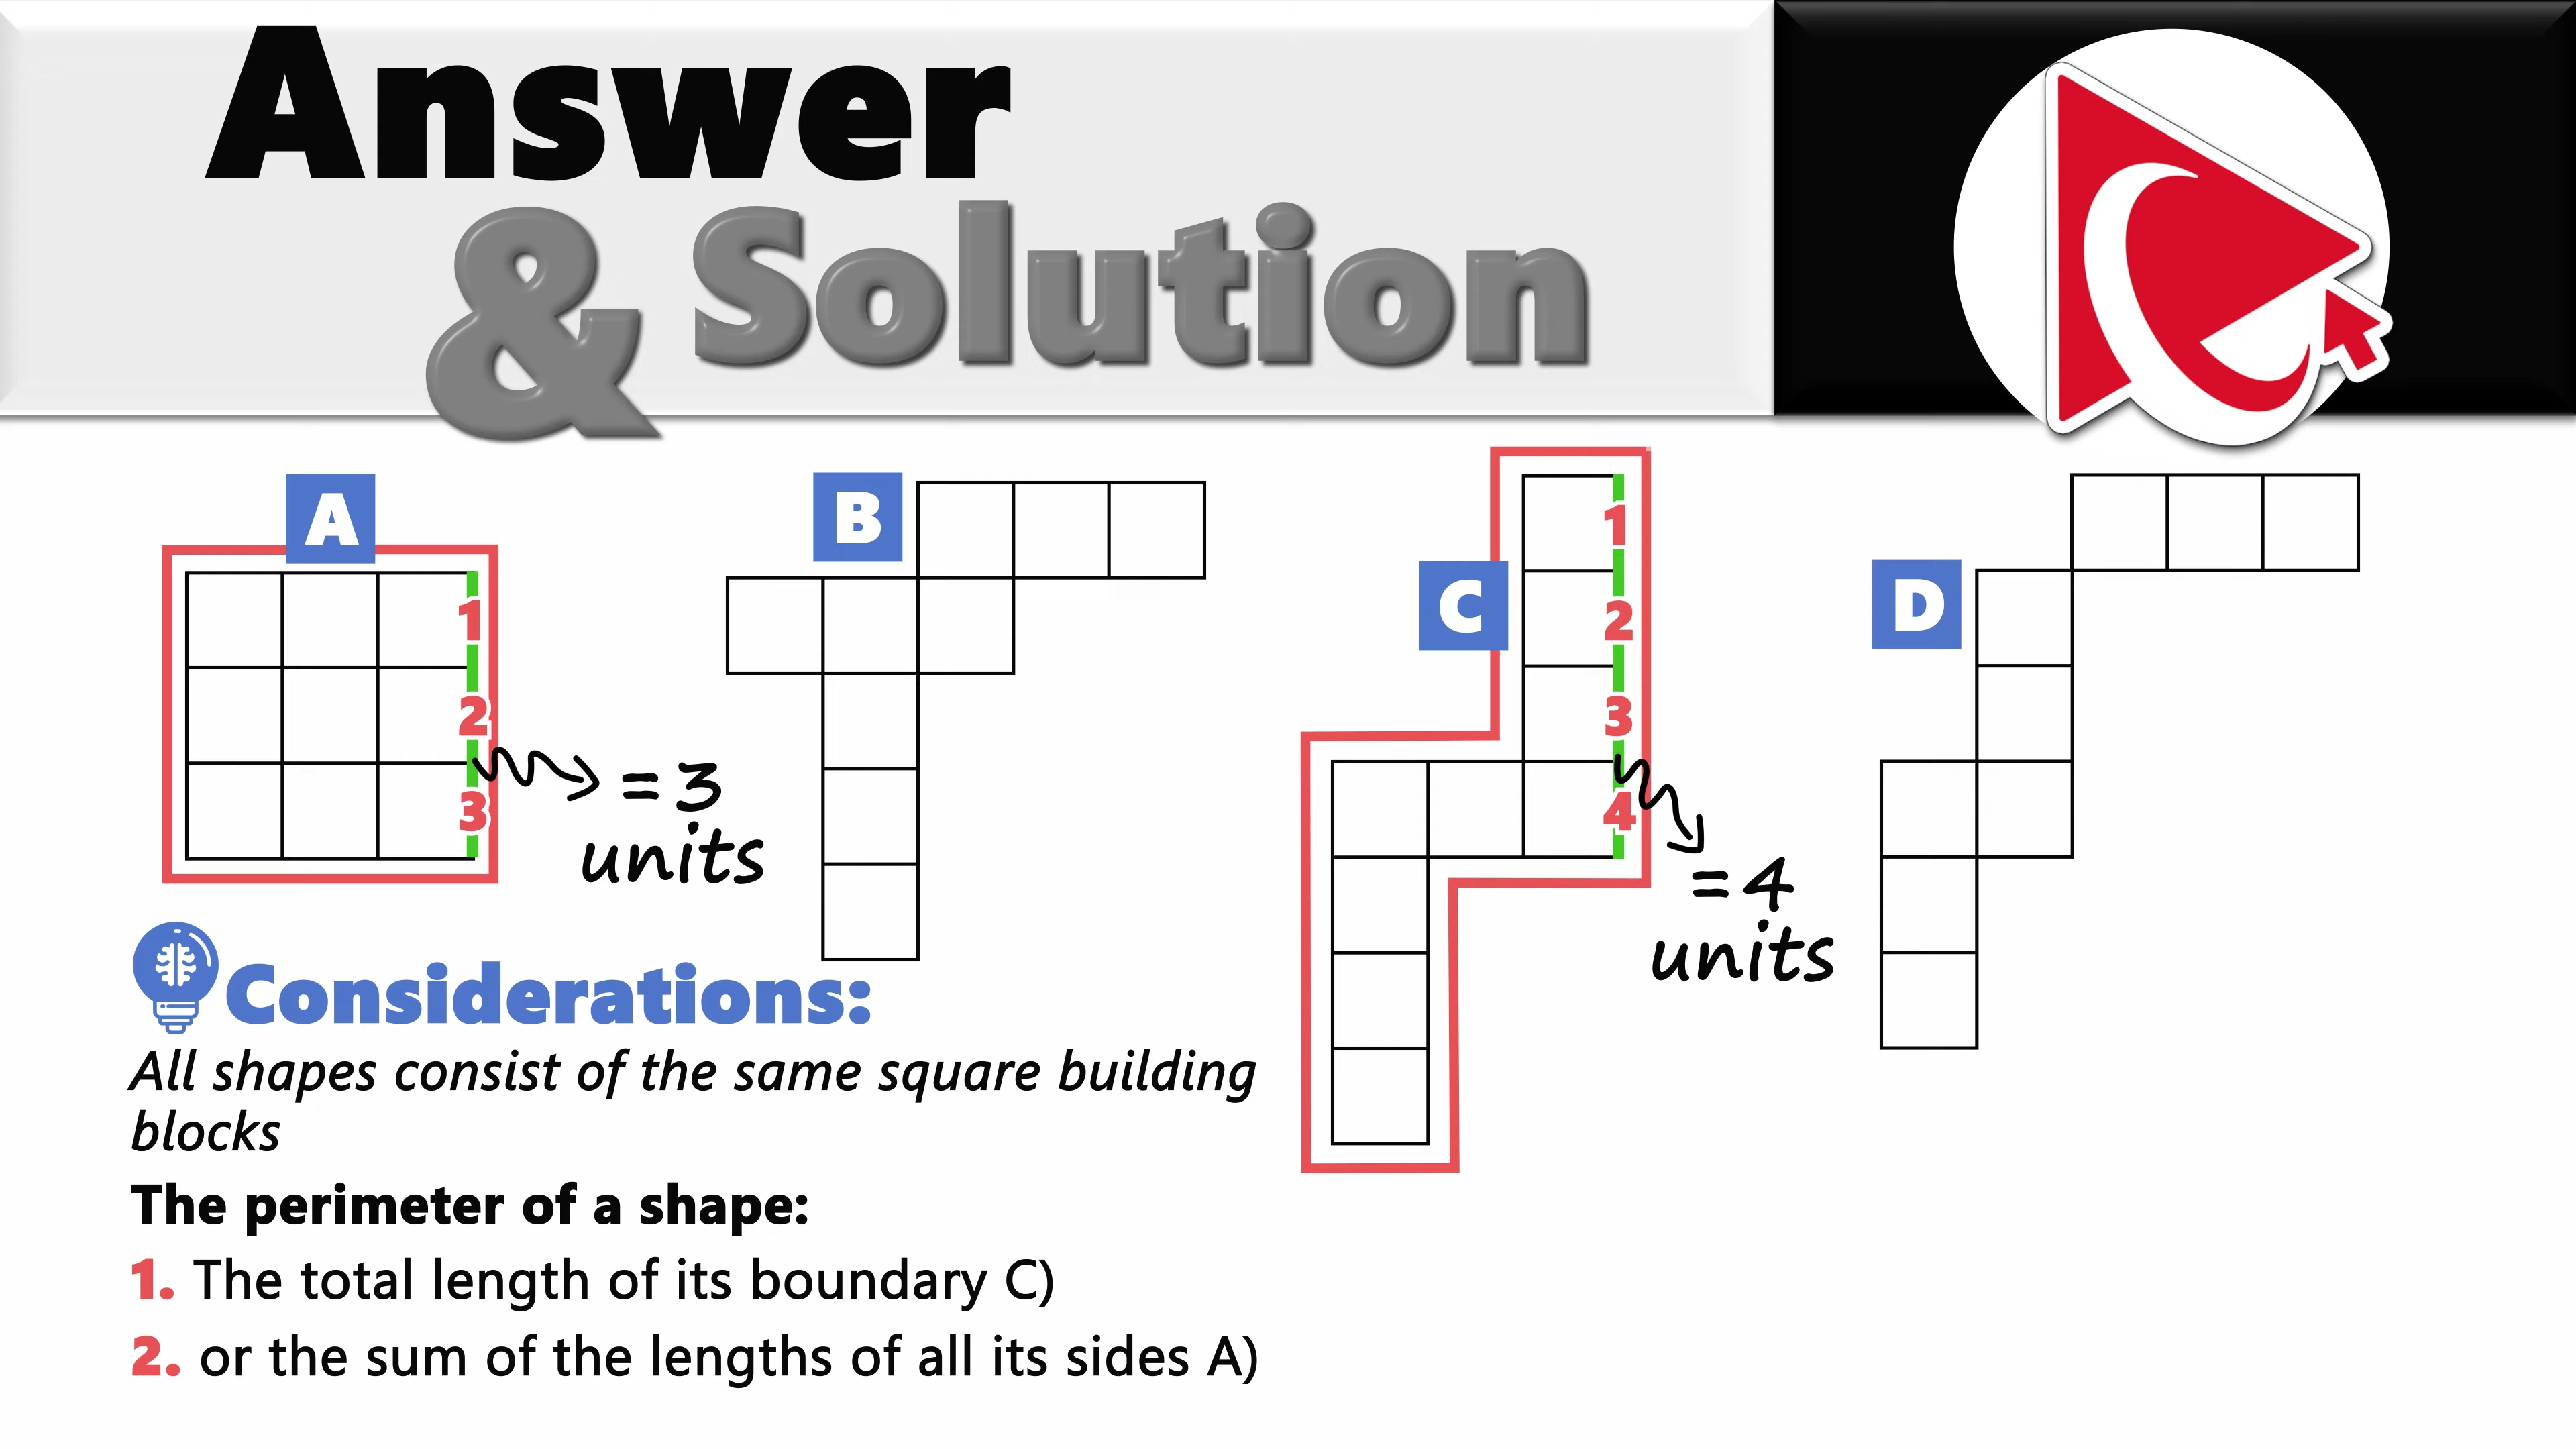 Answer
& Solution
A
B
C
D
1
2
3
= 3
units
1
2
3
4
= 4
units
Considerations:
All shapes consist of the same square building
blocks
The perimeter of a shape:
1. The total length of its boundary C)
2. or the sum of the lengths of all its sides A)